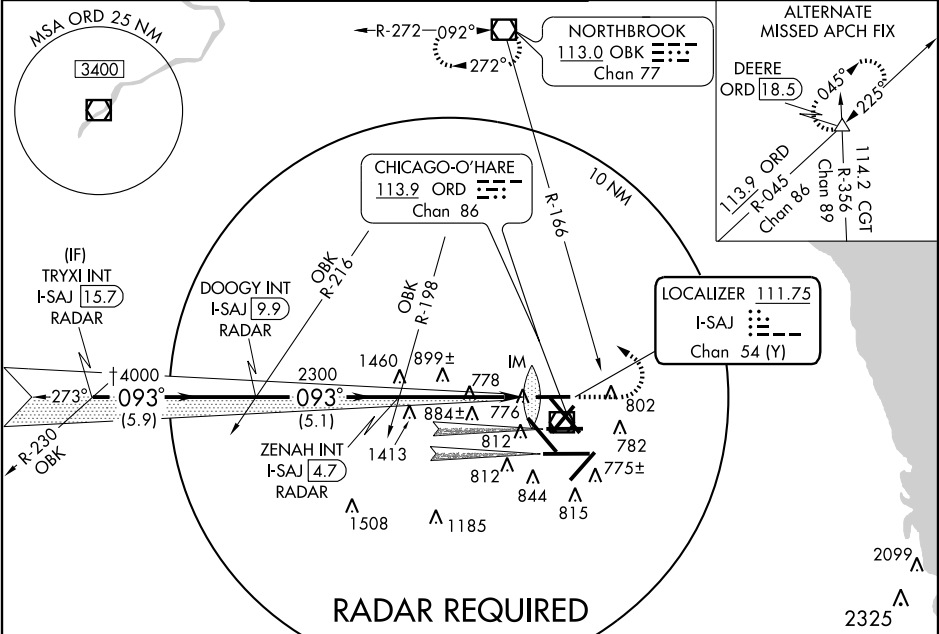 MSA ORD 25 NM
3400
R-272
092°
272°
NORTHBROOK
113.0 OBK
Chan 77
ALTERNATE
MISSED APCH FIX
DEERE
ORD 18.5
045°
225°
113.9 ORD
R-045
Chan 86
114.2 CGT
R-356
Chan 89
CHICAGO-O'HARE
113.9 ORD
Chan 86
10 NM
R-166
(IF)
TRYXI INT
I-SAJ 15.7
RADAR
DOOGY INT
I-SAJ 9.9
RADAR
OBK
R-216
OBK
R-198
LOCALIZER 111.75
I-SAJ
Chan 54 (Y)
IM
1460
899±
778
†4000
2300
273°
093°
093°
(5.9)
(5.1)
884±
776
802
R-230
OBK
ZENAH INT
I-SAJ 4.7
RADAR
1413
812
782
812
775±
844
815
1508
1185
2099
2325
RADAR REQUIRED